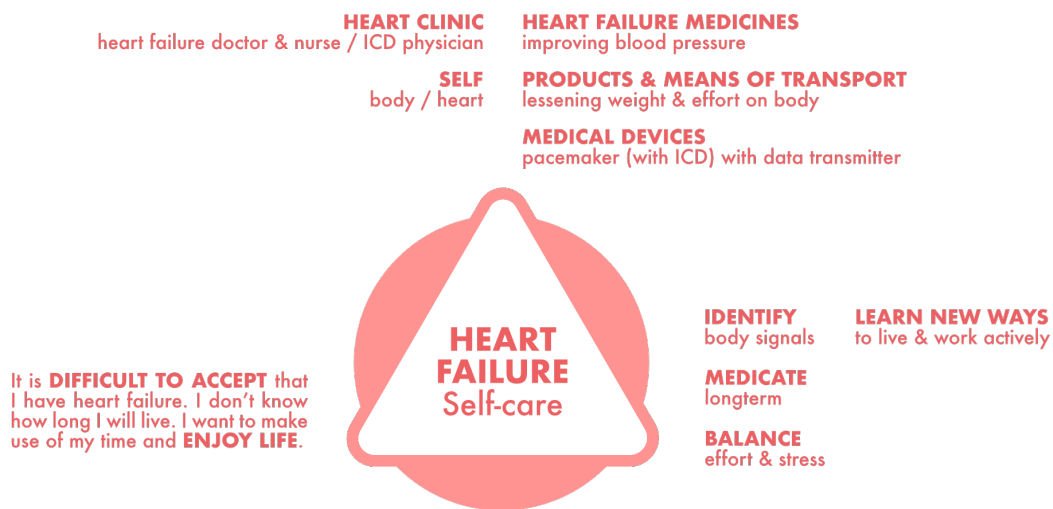 HEART CLINIC
heart failure doctor & nurse / ICD physician
SELF
body / heart
HEART FAILURE MEDICINES
improving blood pressure
PRODUCTS & MEANS OF TRANSPORT
lessening weight & effort on body
MEDICAL DEVICES
pacemaker (with ICD) with data transmitter
HEART
FAILURE
Self-care
It is DIFFICULT TO ACCEPT that
I have heart failure. I don't know
how long I will live. I want to make
use of my time and ENJOY LIFE.
IDENTIFY
body signals
LEARN NEW WAYS
to live & work actively
MEDICATE
longterm
BALANCE
effort & stress